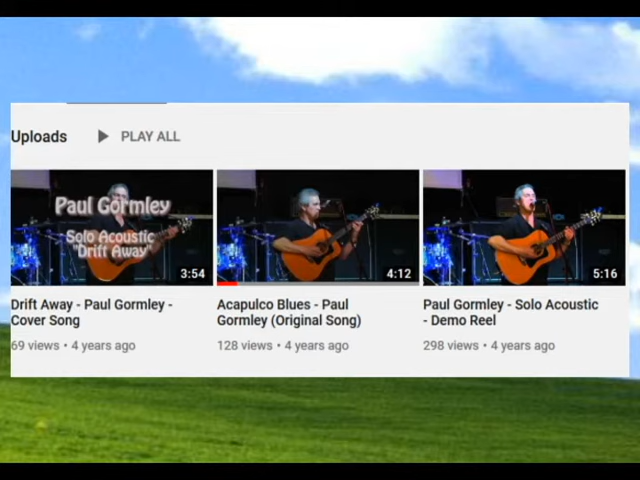 Uploads
PLAY ALL
Paul Gormley
Solo Acoustic
"Drift Away"
3:54
4:12
5:16
Drift Away - Paul Gormley -
Cover Song
69 views • 4 years ago
Acapulco Blues - Paul
Gormley (Original Song)
128 views • 4 years ago
Paul Gormley - Solo Acoustic
- Demo Reel
298 views • 4 years ago